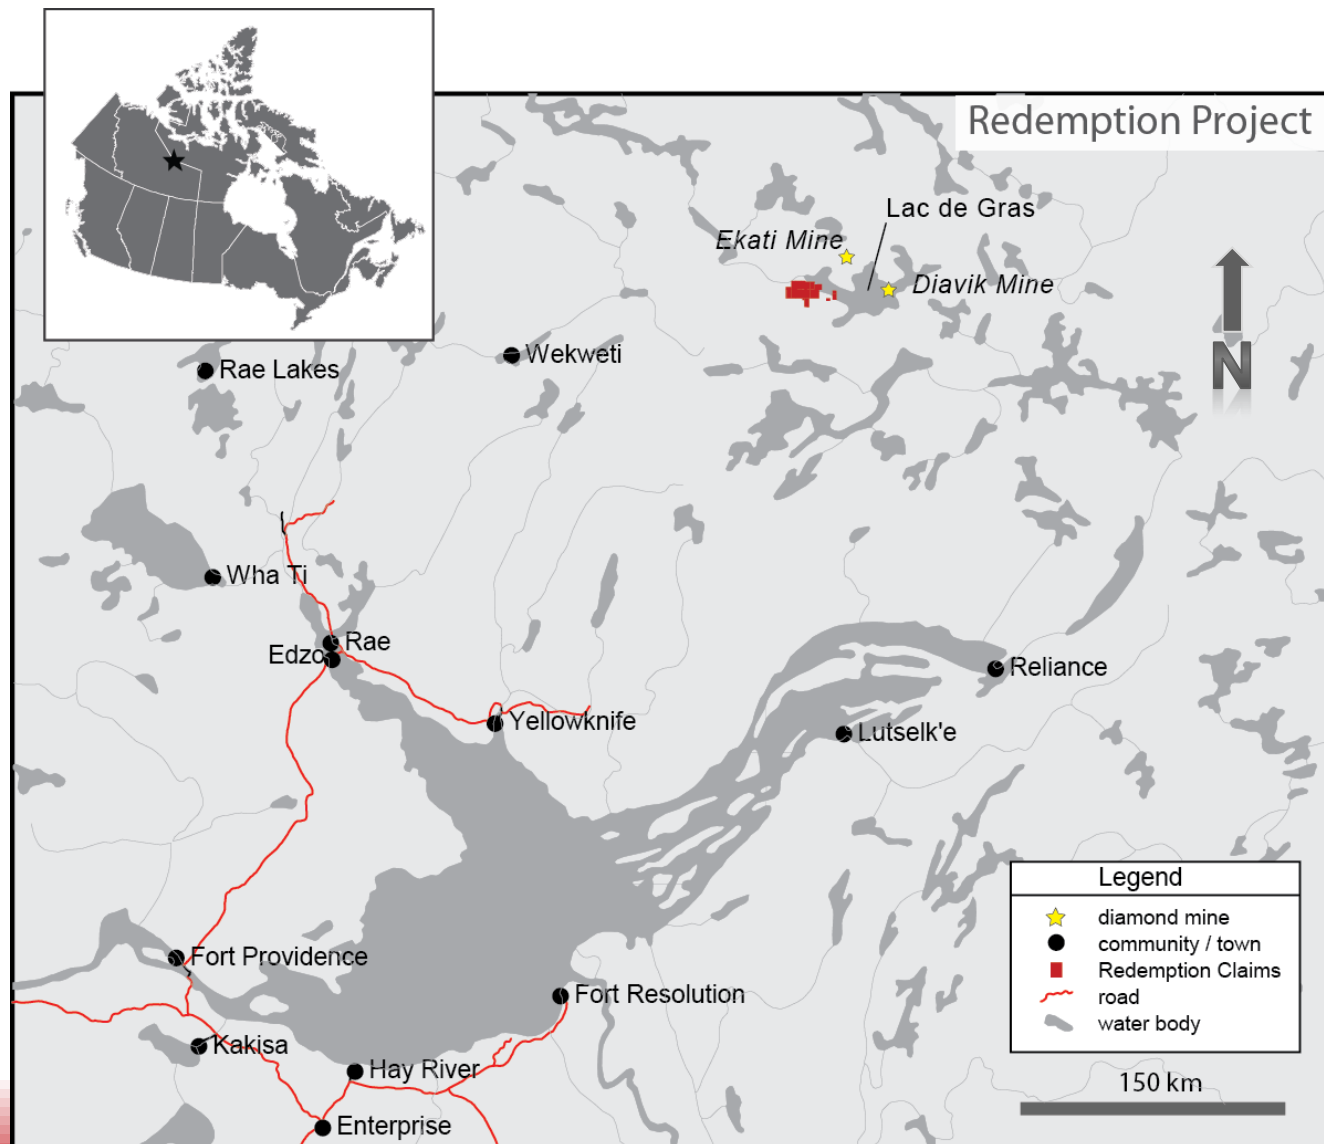 Redemption Project
Lac de Gras
Ekati Mine
Diavik Mine
N
Wekweti
Rae Lakes
Wha Ti
Rae
Edzo
Reliance
Yellowknife
Lutselk'e
Fort Providence
Fort Resolution
Kakisa
Hay River
Enterprise
Legend
diamond mine
community / town
Redemption Claims
road
water body
150 km